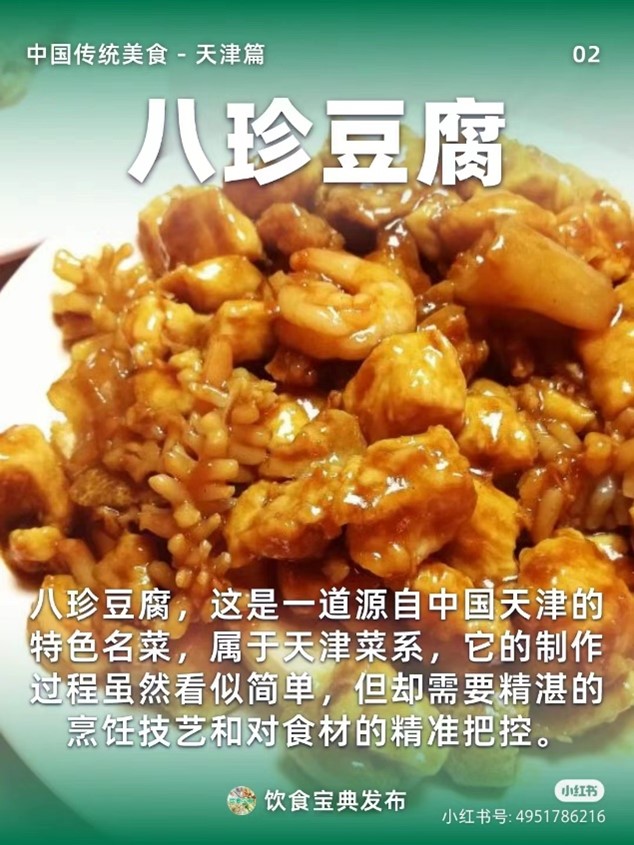 中国传统美食 - 天津篇
02
八珍豆腐
八珍豆腐，这是一道源自中国天津的
特色名菜，属于天津菜系，它的制作
过程虽然看似简单，但却需要精湛的
烹饪技艺和对食材的精准把控。
饮食宝典发布
小红书
小红书号: 4951786216